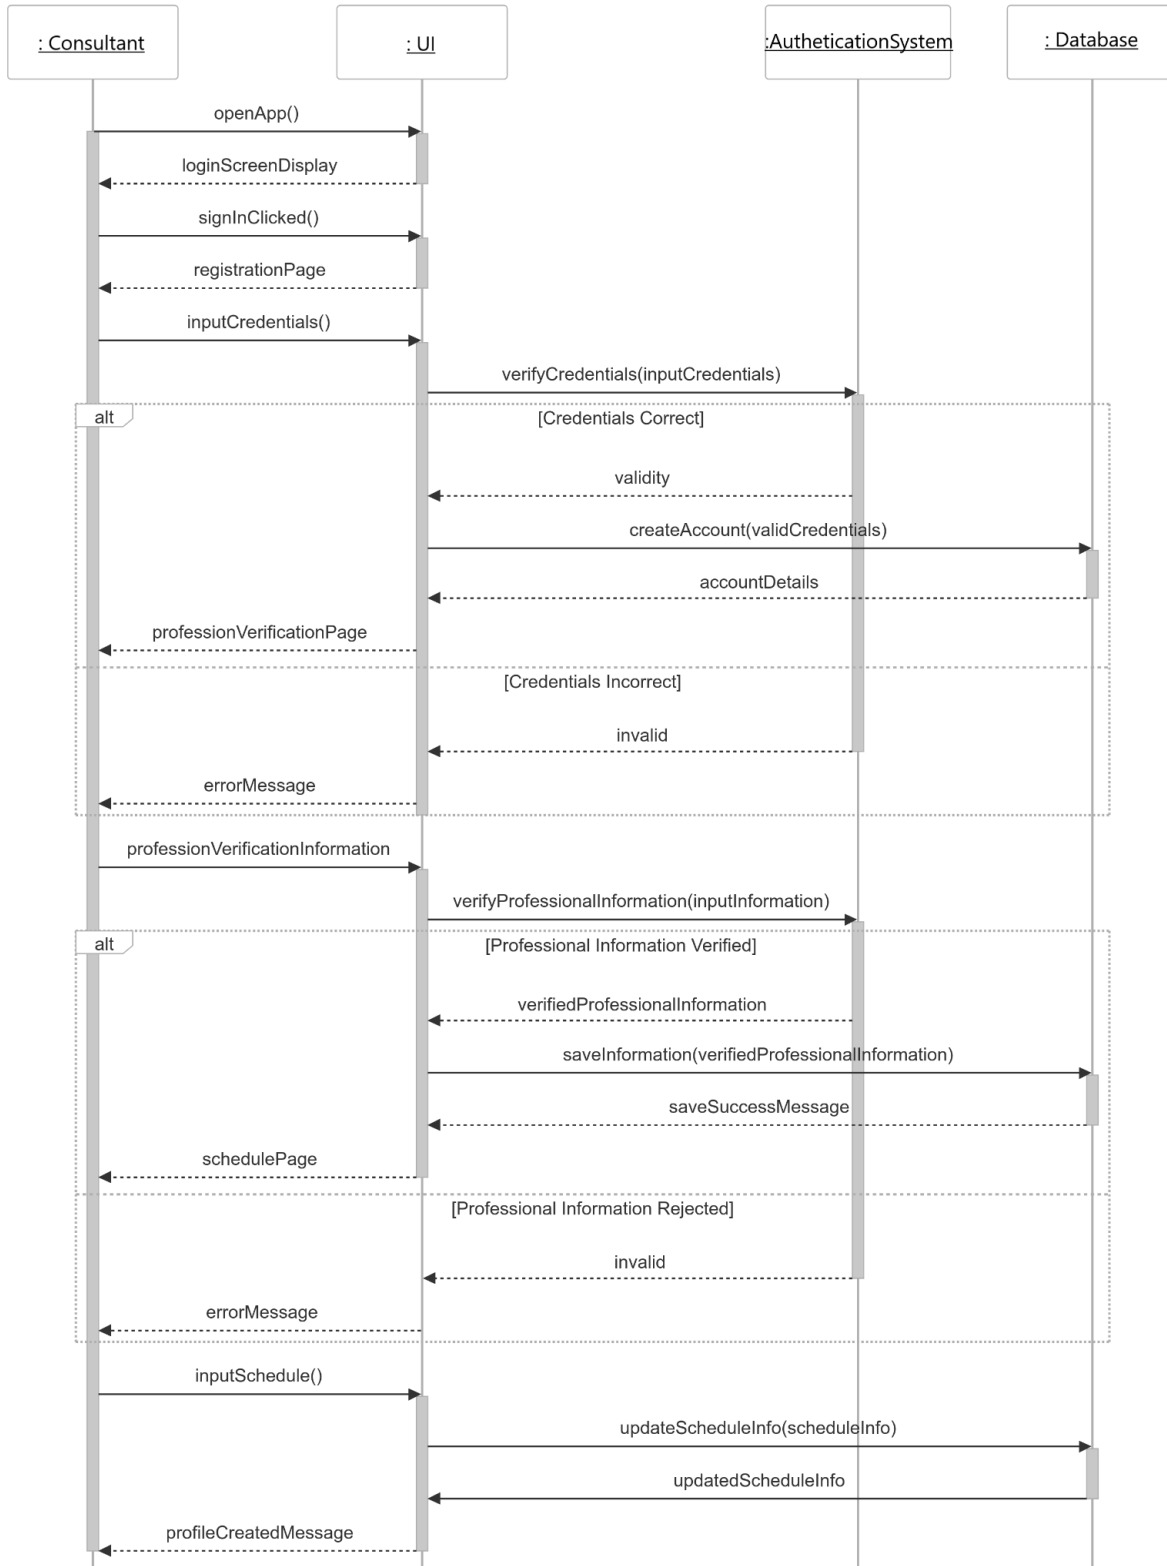 : Consultant
: UI
:AutheticationSystem
: Database
openApp()
loginScreenDisplay
signInClicked()
registrationPage
inputCredentials()
verifyCredentials(inputCredentials)
alt
[Credentials Correct]
validity
createAccount(validCredentials)
accountDetails
professionVerificationPage
[Credentials Incorrect]
invalid
errorMessage
professionVerificationInformation
verifyProfessionalInformation(inputInformation)
alt
[Professional Information Verified]
verifiedProfessionalInformation
saveInformation(verifiedProfessionalInformation)
saveSuccessMessage
schedulePage
[Professional Information Rejected]
invalid
errorMessage
inputSchedule()
updateScheduleInfo(scheduleInfo)
updatedScheduleInfo
profileCreatedMessage